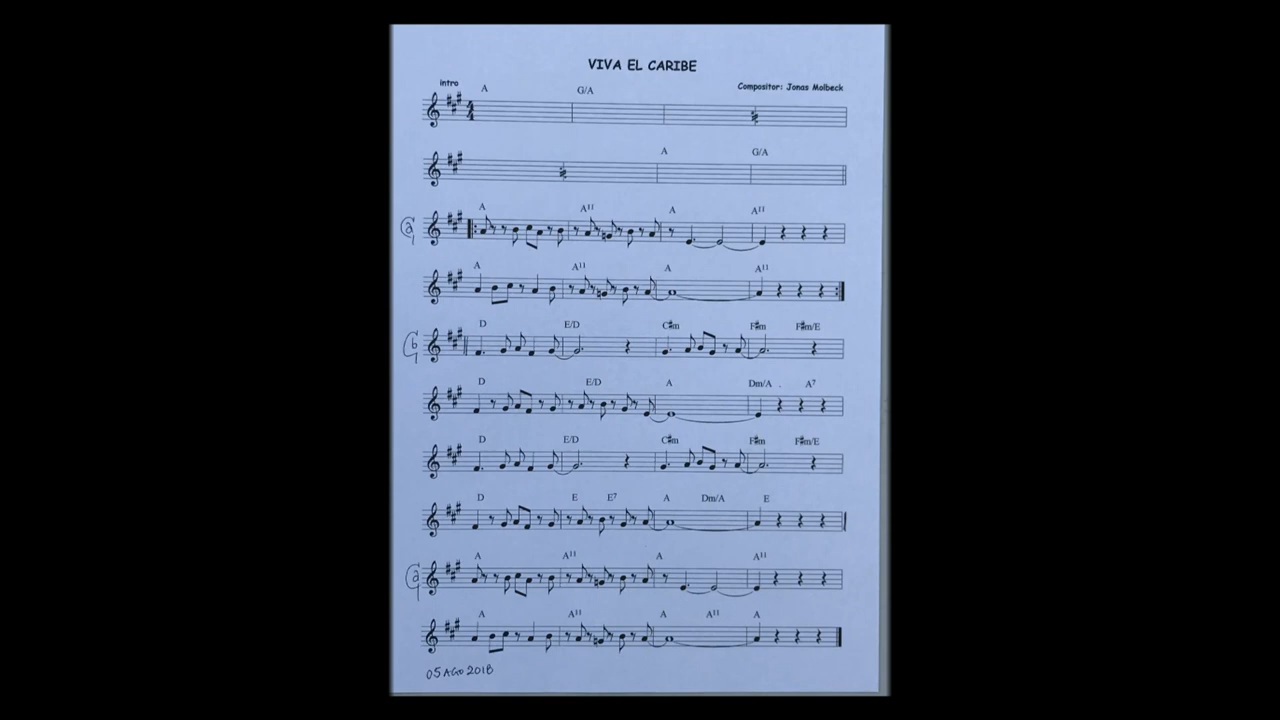 VIVA EL CARIBE
intro
Compositor: Jonas Molbeck
A G/A
A G/A
a
A A11 A A11
A A11 A A11
b
D E/D C#m F#m F#m/E
D E/D A Dm/A A7
D E/D C#m F#m F#m/E
D E E7 A Dm/A E
a
A A11 A A11
A A11 A A11 A
05 AGO 2018